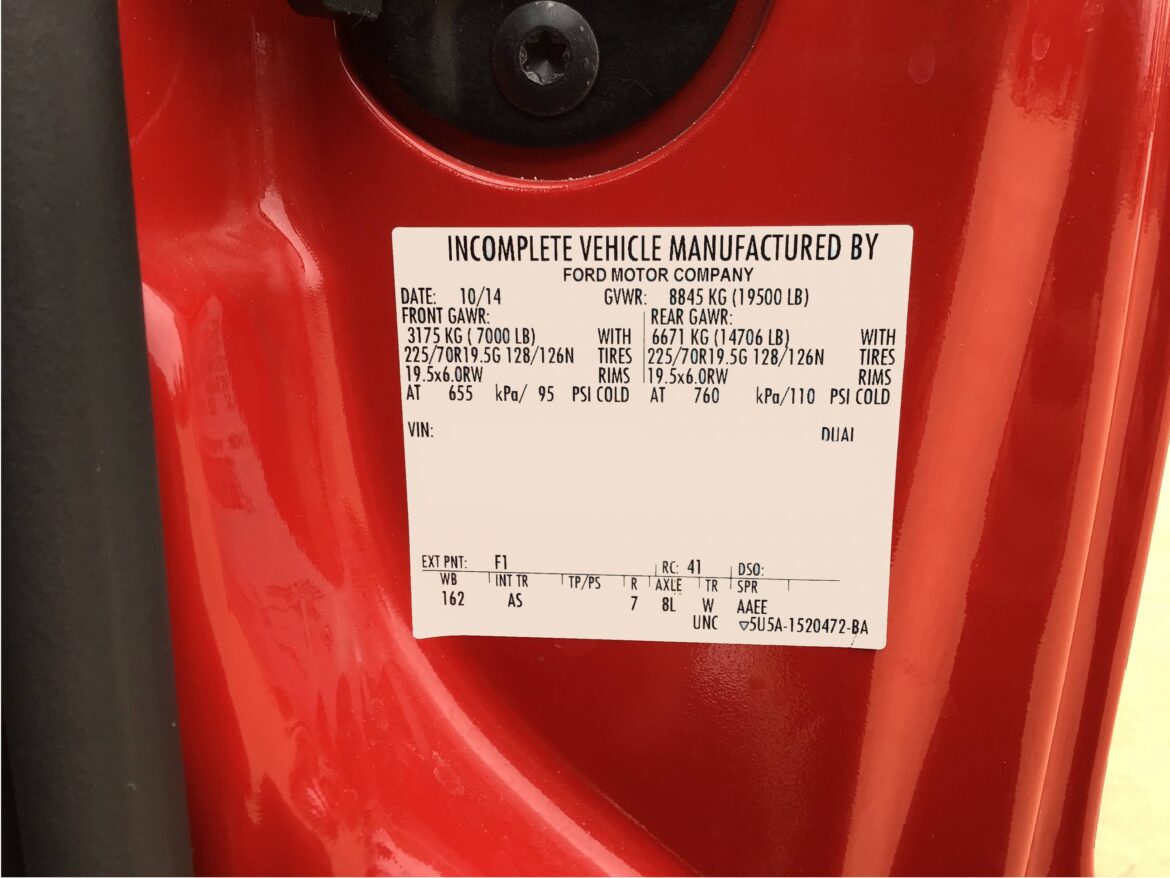 INCOMPLETE VEHICLE MANUFACTURED BY
FORD MOTOR COMPANY
DATE: 10/14 GVWR: 8845 KG (19500 LB)
FRONT GAWR: REAR GAWR:
3175 KG ( 7000 LB) WITH 6671 KG (14706 LB) WITH
225/70R19.5G 128/126N TIRES 225/70R19.5G 128/126N TIRES
19.5x6.0RW RIMS 19.5x6.0RW RIMS
AT 655 kPa/ 95 PSI COLD AT 760 kPa/110 PSI COLD
VIN: DUAL
EXT PNT: F1 RC: 41 DSO:
WB INT TR TP/PS R AXLE TR SPR
162 AS 7 8L W AAEE
UNC ▽5U5A-1520472-BA